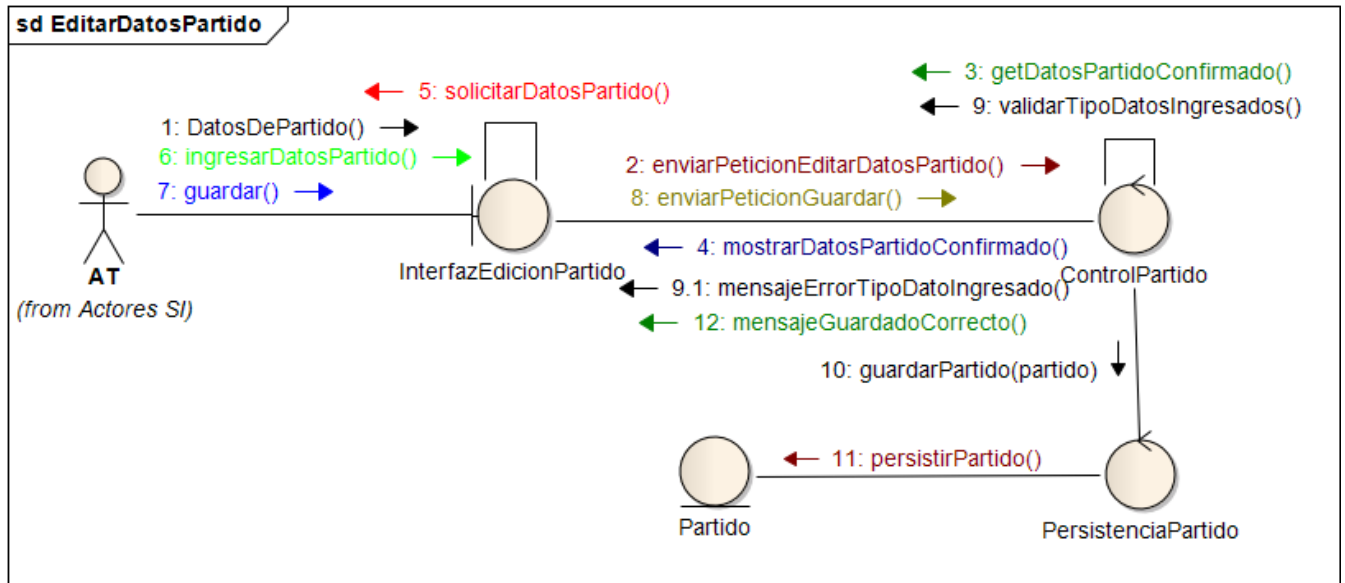 sd EditarDatosPartido
3: getDatosPartidoConfirmado()
5: solicitarDatosPartido()
9: validarTipoDatosIngresados()
1: DatosDePartido()
6: ingresarDatosPartido()
2: enviarPeticionEditarDatosPartido()
7: guardar()
8: enviarPeticionGuardar()
4: mostrarDatosPartidoConfirmado()
InterfazEdicionPartido
ControlPartido
AT
9.1: mensajeErrorTipoDatoIngresado()
(from Actores SI)
12: mensajeGuardadoCorrecto()
10: guardarPartido(partido)
11: persistirPartido()
Partido
PersistenciaPartido